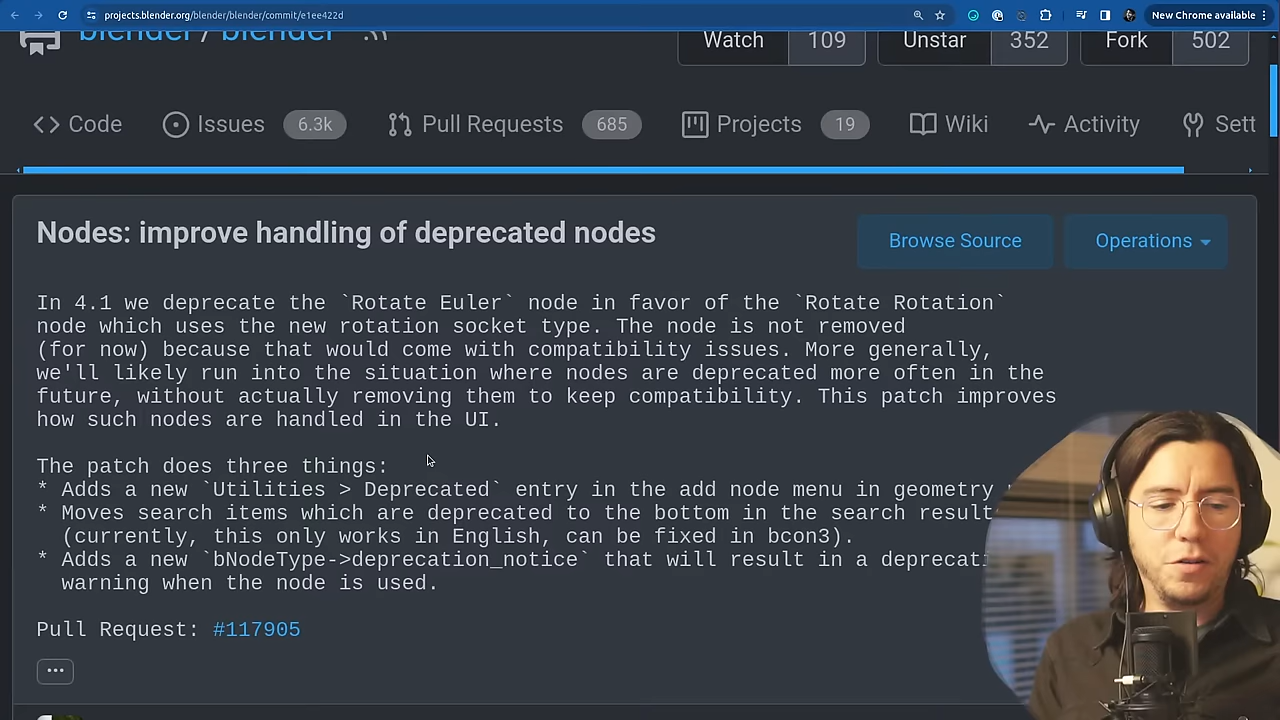 projects.blender.org/blender/blender/commit/e1ee422d
New Chrome available
blender / blender
Watch 109 Unstar 352 Fork 502
Code Issues 6.3k Pull Requests 685 Projects 19 Wiki Activity Sett
Nodes: improve handling of deprecated nodes
Browse Source Operations
In 4.1 we deprecate the `Rotate Euler` node in favor of the `Rotate Rotation`
node which uses the new rotation socket type. The node is not removed
(for now) because that would come with compatibility issues. More generally,
we'll likely run into the situation where nodes are deprecated more often in the
future, without actually removing them to keep compatibility. This patch improves
how such nodes are handled in the UI.
The patch does three things:
* Adds a new `Utilities > Deprecated` entry in the add node menu in geometry
* Moves search items which are deprecated to the bottom in the search result
(currently, this only works in English, can be fixed in bcon3).
* Adds a new `bNodeType->deprecation_notice` that will result in a deprecati
warning when the node is used.
Pull Request: #117905
...